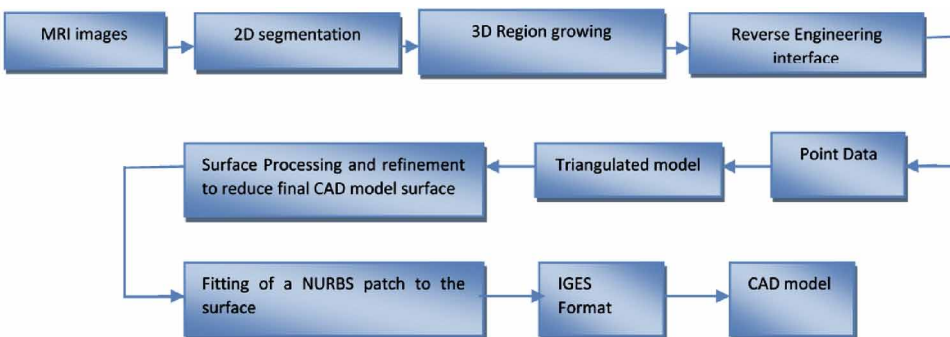 MRI images
2D segmentation
3D Region growing
Reverse Engineering
interface
Point Data
Triangulated model
Surface Processing and refinement
to reduce final CAD model surface
Fitting of a NURBS patch to the
surface
IGES
Format
CAD model